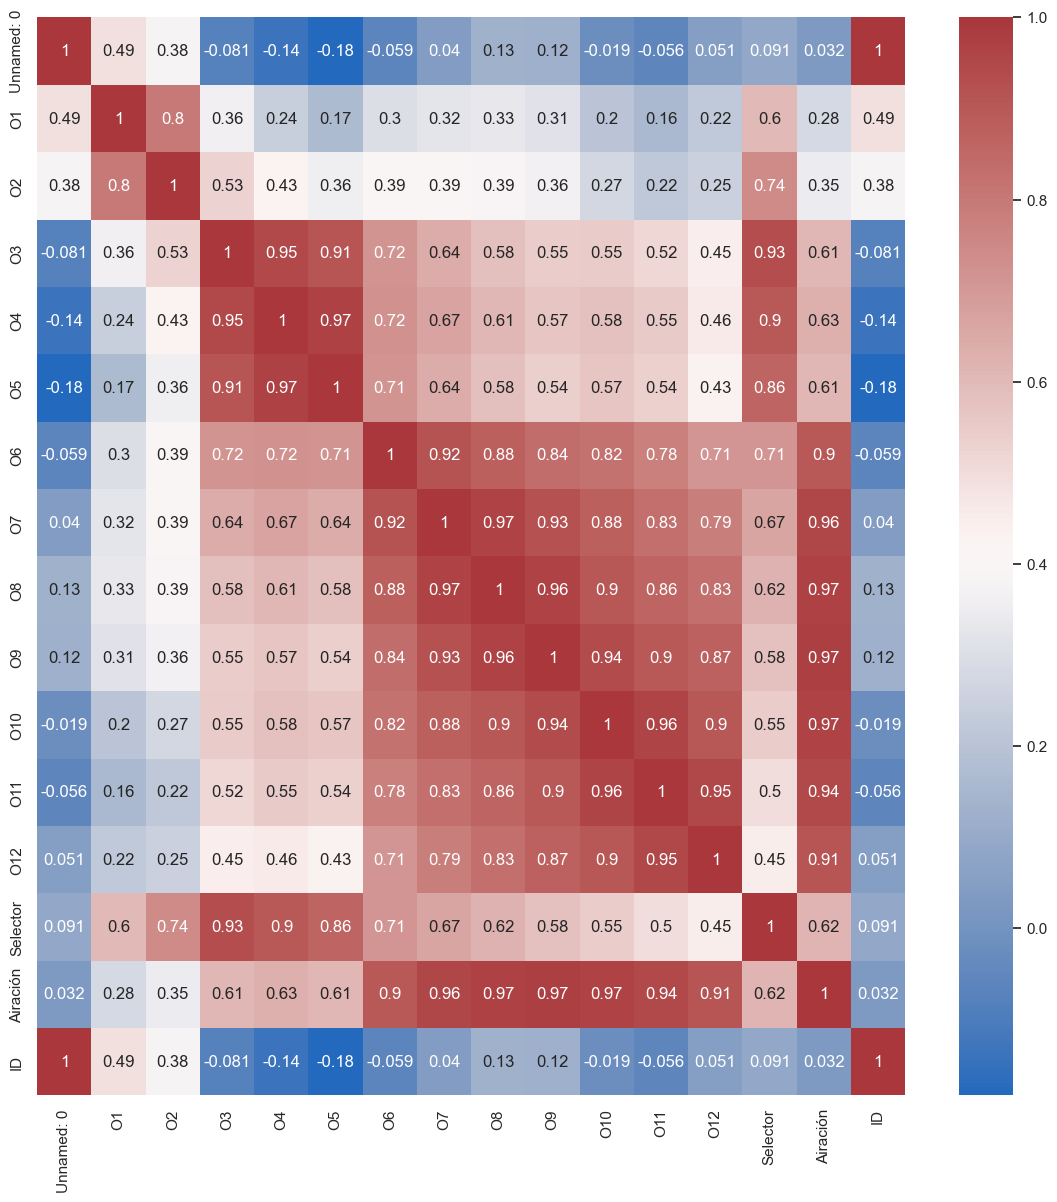 Unnamed: 0 1 0.49 0.38 -0.081 -0.14 -0.18 -0.059 0.04 0.13 0.12 -0.019 -0.056 0.051 0.091 0.032 1
O1 0.49 1 0.8 0.36 0.24 0.17 0.3 0.32 0.33 0.31 0.2 0.16 0.22 0.6 0.28 0.49
O2 0.38 0.8 1 0.53 0.43 0.36 0.39 0.39 0.39 0.36 0.27 0.22 0.25 0.74 0.35 0.38
O3 -0.081 0.36 0.53 1 0.95 0.91 0.72 0.64 0.58 0.55 0.55 0.52 0.45 0.93 0.61 -0.081
O4 -0.14 0.24 0.43 0.95 1 0.97 0.72 0.67 0.61 0.57 0.58 0.55 0.46 0.9 0.63 -0.14
O5 -0.18 0.17 0.36 0.91 0.97 1 0.71 0.64 0.58 0.54 0.57 0.54 0.43 0.86 0.61 -0.18
O6 -0.059 0.3 0.39 0.72 0.72 0.71 1 0.92 0.88 0.84 0.82 0.78 0.71 0.71 0.9 -0.059
O7 0.04 0.32 0.39 0.64 0.67 0.64 0.92 1 0.97 0.93 0.88 0.83 0.79 0.67 0.96 0.04
O8 0.13 0.33 0.39 0.58 0.61 0.58 0.88 0.97 1 0.96 0.9 0.86 0.83 0.62 0.97 0.13
O9 0.12 0.31 0.36 0.55 0.57 0.54 0.84 0.93 0.96 1 0.94 0.9 0.87 0.58 0.97 0.12
O10 -0.019 0.2 0.27 0.55 0.58 0.57 0.82 0.88 0.9 0.94 1 0.96 0.9 0.55 0.97 -0.019
O11 -0.056 0.16 0.22 0.52 0.55 0.54 0.78 0.83 0.86 0.9 0.96 1 0.95 0.5 0.94 -0.056
O12 0.051 0.22 0.25 0.45 0.46 0.43 0.71 0.79 0.83 0.87 0.9 0.95 1 0.45 0.91 0.051
Selector 0.091 0.6 0.74 0.93 0.9 0.86 0.71 0.67 0.62 0.58 0.55 0.5 0.45 1 0.62 0.091
Airación 0.032 0.28 0.35 0.61 0.63 0.61 0.9 0.96 0.97 0.97 0.97 0.94 0.91 0.62 1 0.032
ID 1 0.49 0.38 -0.081 -0.14 -0.18 -0.059 0.04 0.13 0.12 -0.019 -0.056 0.051 0.091 0.032 1
Unnamed: 0 O1 O2 O3 O4 O5 O6 O7 O8 O9 O10 O11 O12 Selector Airación ID
1.0
0.8
0.6
0.4
0.2
0.0